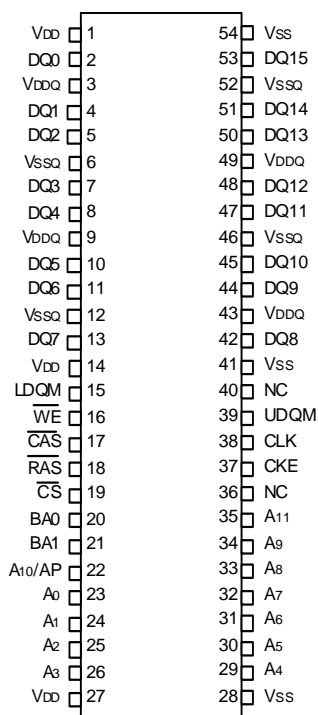 VDD 1 54 VSS
DQ0 2 53 DQ15
VDDQ 3 52 VSSQ
DQ1 4 51 DQ14
DQ2 5 50 DQ13
VSSQ 6 49 VDDQ
DQ3 7 48 DQ12
DQ4 8 47 DQ11
VDDQ 9 46 VSSQ
DQ5 10 45 DQ10
DQ6 11 44 DQ9
VSSQ 12 43 VDDQ
DQ7 13 42 DQ8
VDD 14 41 VSS
LDQM 15 40 NC
WE 16 39 UDQM
CAS 17 38 CLK
RAS 18 37 CKE
CS 19 36 NC
BA0 20 35 A11
BA1 21 34 A9
A10/AP 22 33 A8
A0 23 32 A7
A1 24 31 A6
A2 25 30 A5
A3 26 29 A4
VDD 27 28 VSS